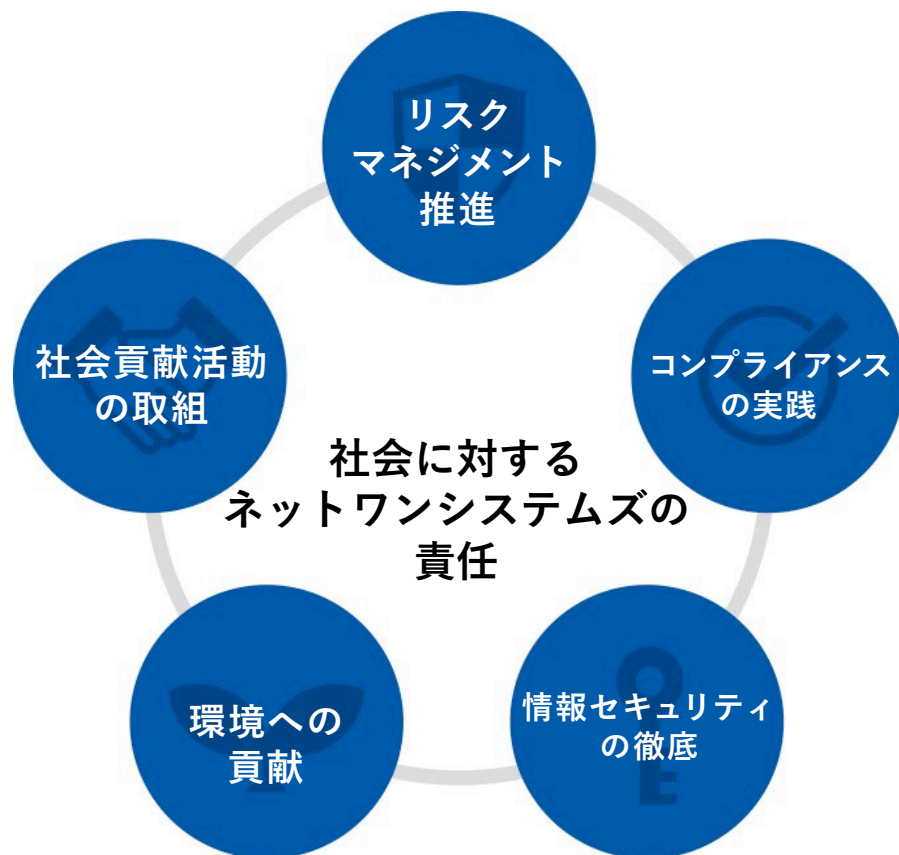 リスク
マネジメント
推進
社会貢献活動
の取組
コンプライアンス
の実践
社会に対する
ネットワンシステムズの
責任
環境への
貢献
情報セキュリティ
の徹底